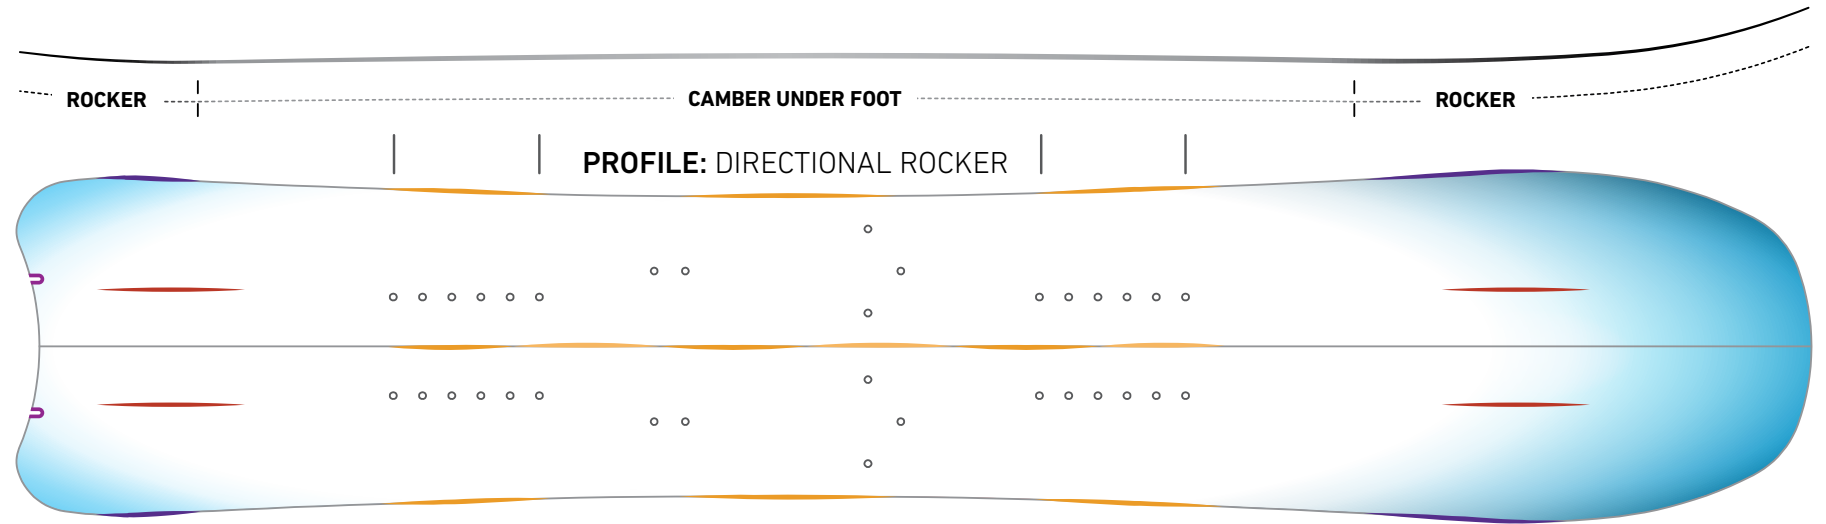 ROCKER CAMBER UNDER FOOT ROCKER
PROFILE: DIRECTIONAL ROCKER